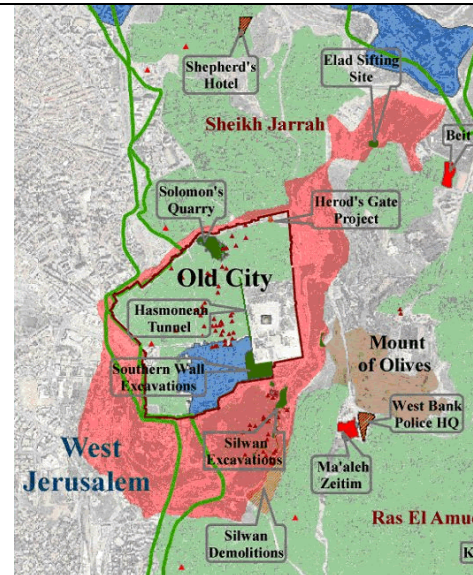 Shepherd's
Hotel
Elad Sifting
Site
Sheikh Jarrah
Beit
Solomon's
Quarry
Herod's Gate
Project
Old City
Hasmonean
Tunnel
Mount
of Olives
Southern Wall
Excavations
West Bank
Police HQ
West
Jerusalem
Silwan
Excavations
Ma'aleh
Zeitim
Ras El Amu
Silwan
Demolitions
K